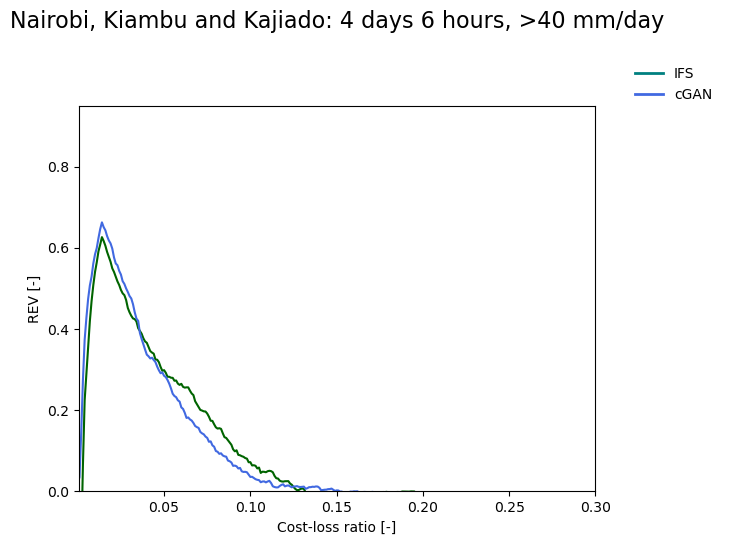 Nairobi, Kiambu and Kajiado: 4 days 6 hours, >40 mm/day
IFS
cGAN
0.8
0.6
0.4
0.2
0.0
REV [-]
0.05 0.10 0.15 0.20 0.25 0.30
Cost-loss ratio [-]